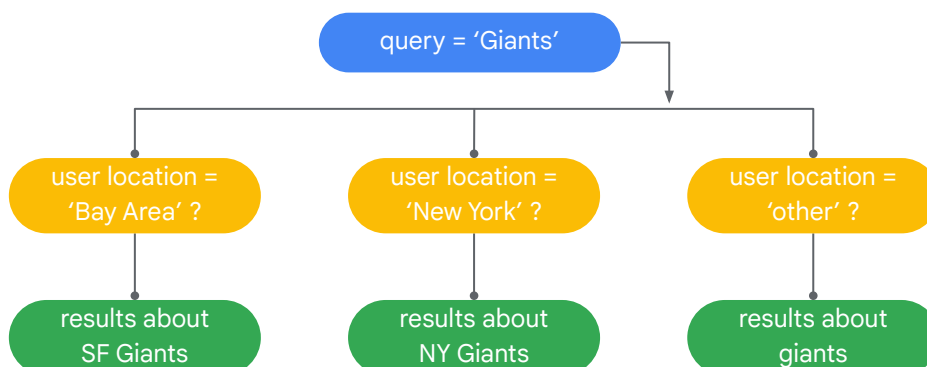 query = ‘Giants’
user location =
‘Bay Area’ ?
user location =
‘New York’ ?
user location =
‘other’ ?
results about
SF Giants
results about
NY Giants
results about
giants